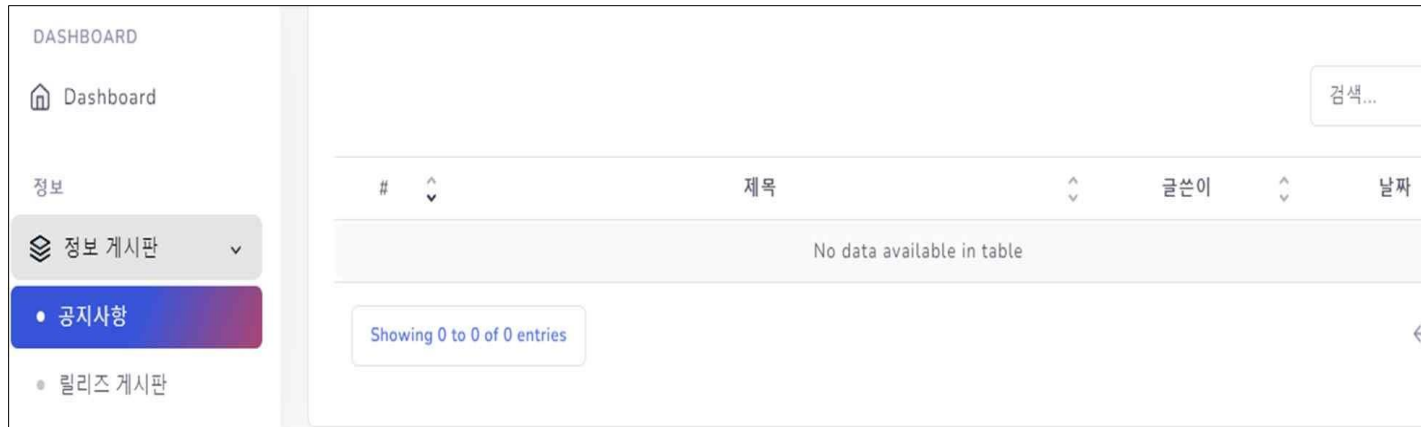 DASHBOARD
Dashboard
정보
정보 게시판
공지사항
릴리즈 게시판
검색...
# 제목 글쓴이 날짜
No data available in table
Showing 0 to 0 of 0 entries